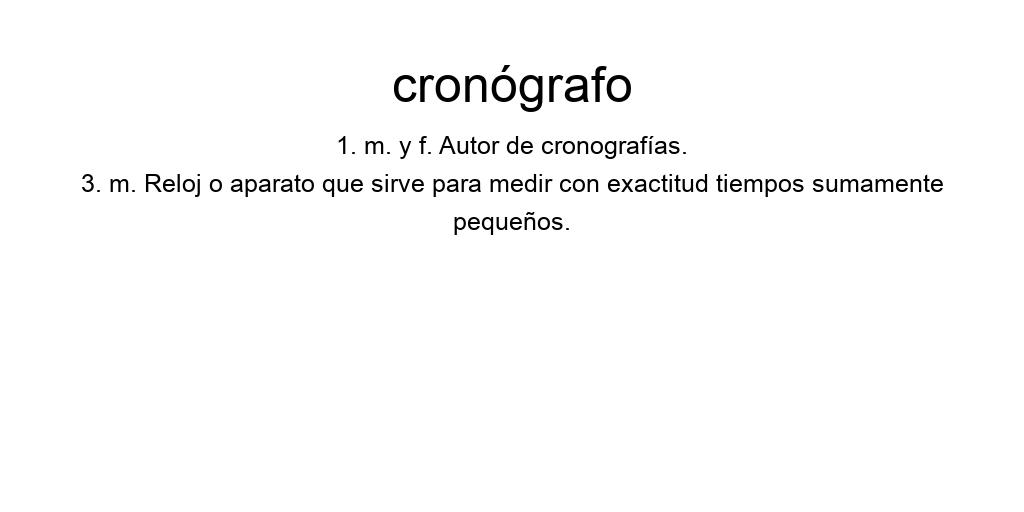 cronógrafo
1. m. y f. Autor de cronografías.
3. m. Reloj o aparato que sirve para medir con exactitud tiempos sumamente
pequeños.